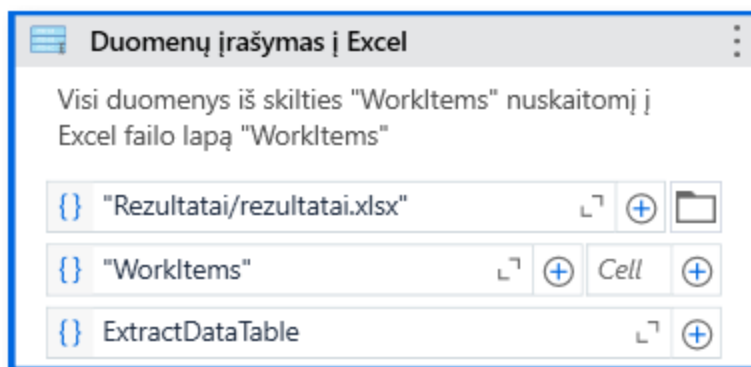 Duomenų įrašymas į Excel
Visi duomenys iš skilties "WorkItems" nuskaitomį į
Excel failo lapą "WorkItems"
{} "Rezultatai/rezultatai.xlsx"
{} "WorkItems" Cell
{} ExtractDataTable